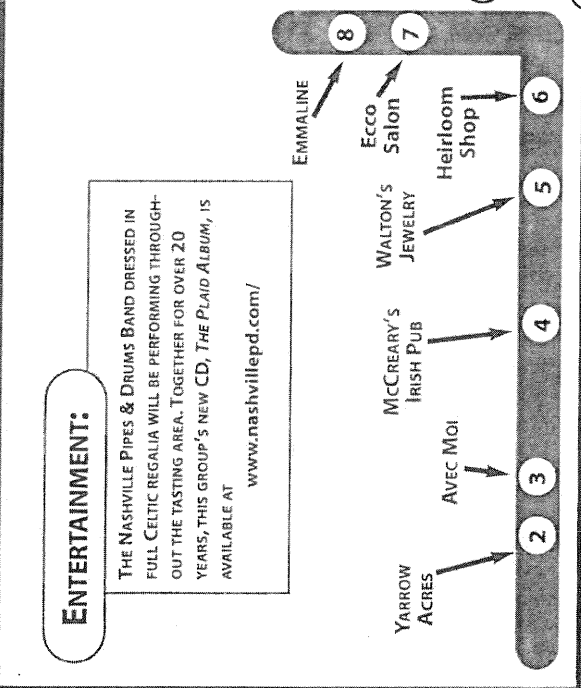 ENTERTAINMENT:
THE NASHVILLE PIPES & DRUMS BAND DRESSED IN
FULL CELTIC REGALIA WILL BE PERFORMING THROUGH-
OUT THE TASTING AREA. TOGETHER FOR OVER 20
YEARS, THIS GROUP'S NEW CD, THE PLAID ALBUM, IS
AVAILABLE AT
www.nashvillepd.com/
YARROW
ACRES
2
AVEC MOI
3
MCCREARY'S
IRISH PUB
4
WALTON'S
JEWELRY
5
Heirloom
Shop
6
Ecco
Salon
7
EMMALINE
8